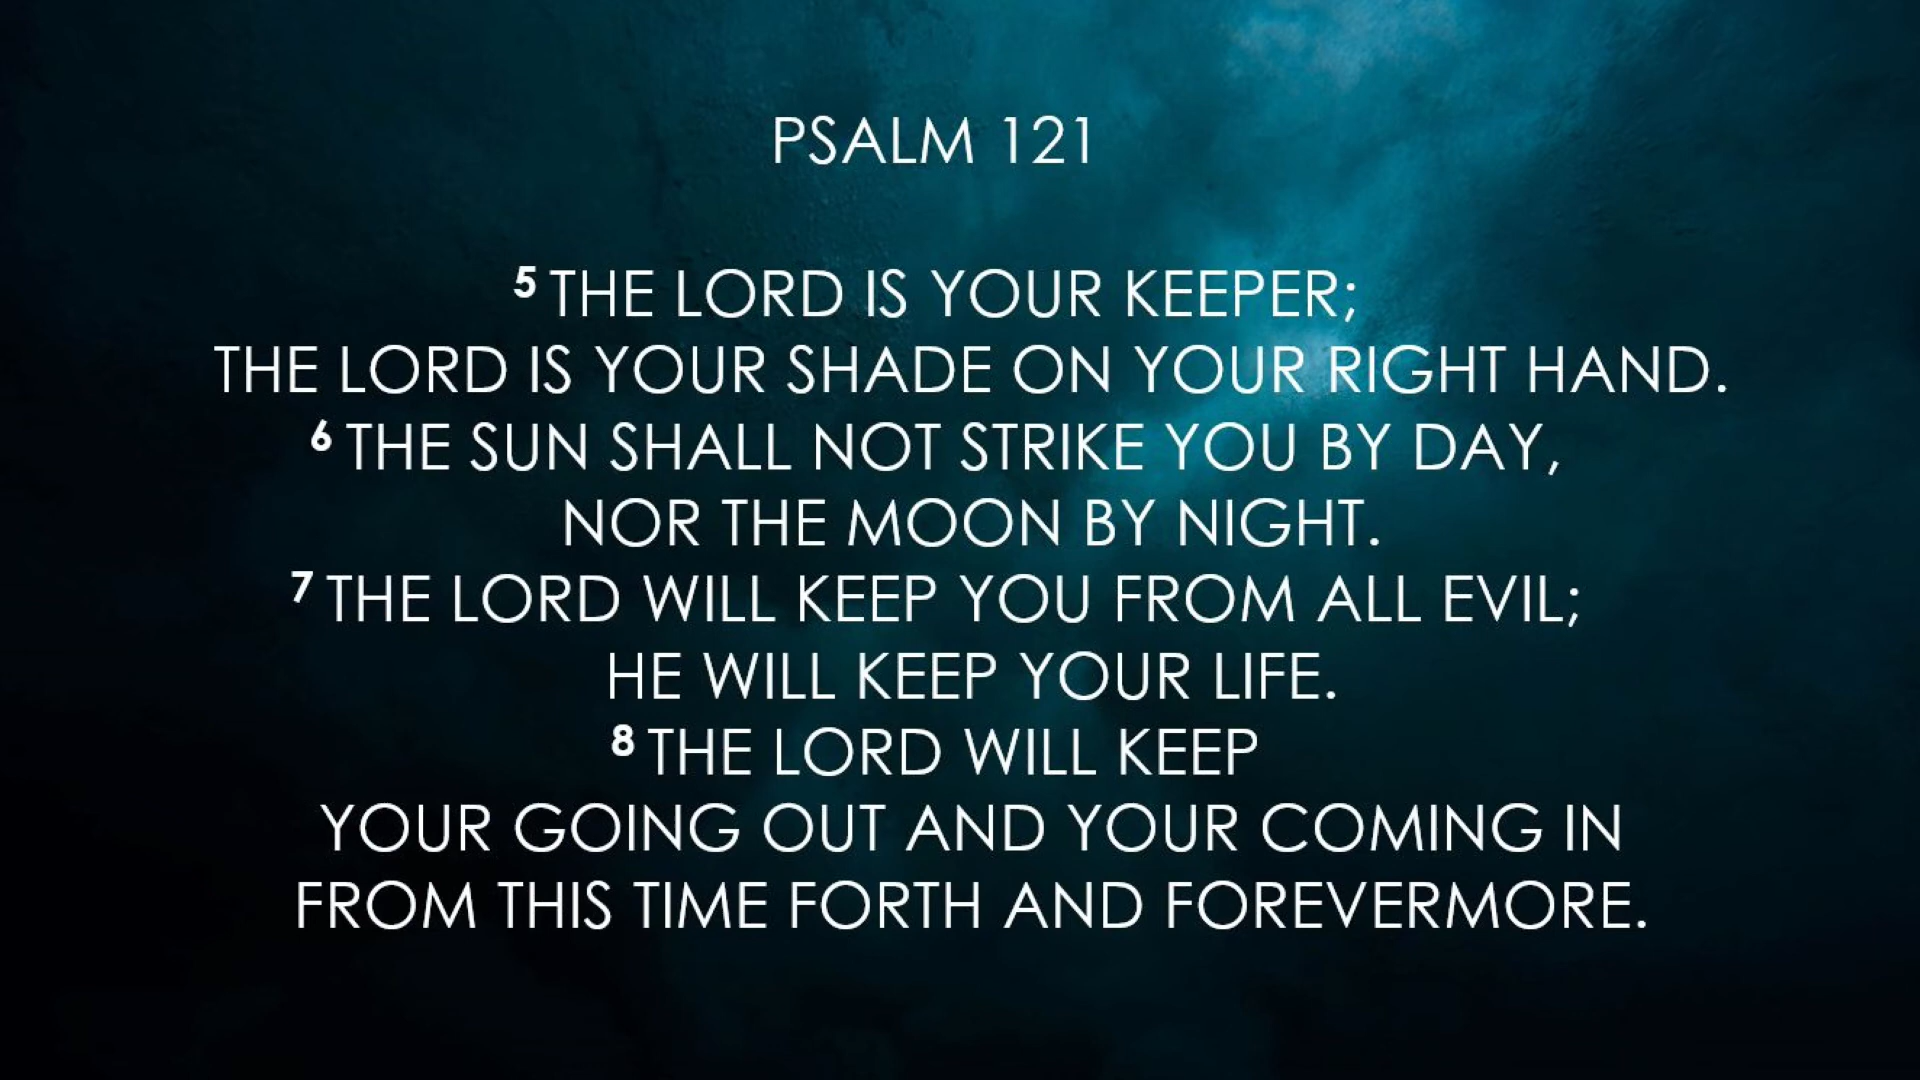 PSALM 121
5 THE LORD IS YOUR KEEPER;
THE LORD IS YOUR SHADE ON YOUR RIGHT HAND.
6 THE SUN SHALL NOT STRIKE YOU BY DAY,
NOR THE MOON BY NIGHT.
7 THE LORD WILL KEEP YOU FROM ALL EVIL;
HE WILL KEEP YOUR LIFE.
8 THE LORD WILL KEEP
YOUR GOING OUT AND YOUR COMING IN
FROM THIS TIME FORTH AND FOREVERMORE.